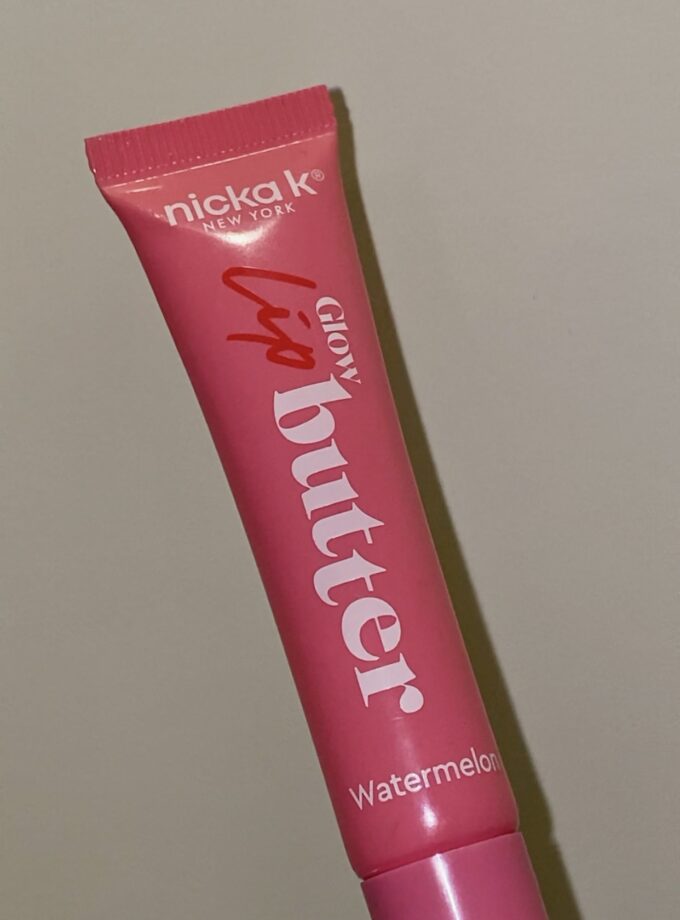 nicka k®
NEW YORK
Glow
Lip
butter
Watermelon